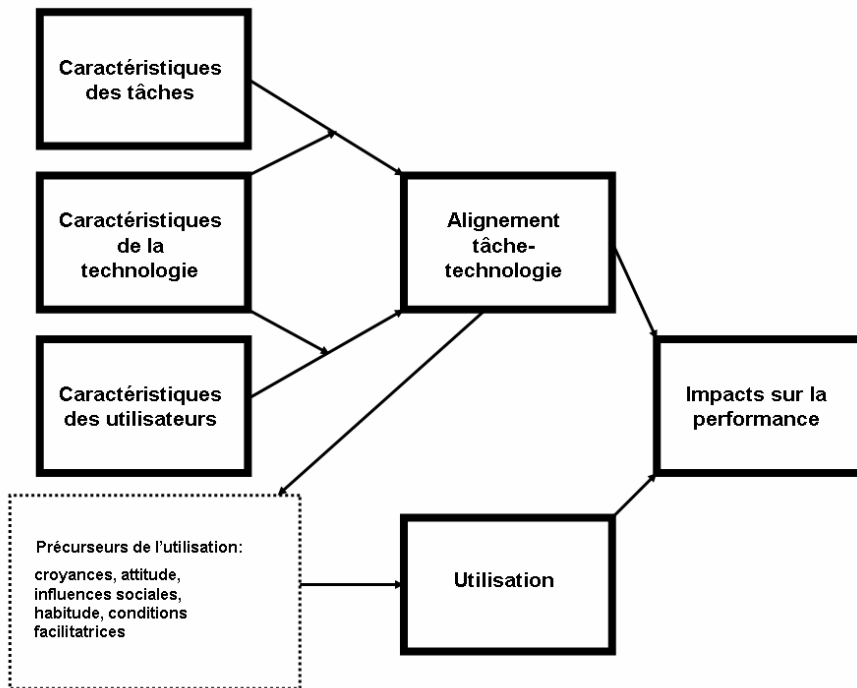 Caractéristiques
des tâches
Caractéristiques
de la
technologie
Alignement
tâche-
technologie
Caractéristiques
des utilisateurs
Impacts sur la
performance
Précurseurs de l'utilisation:
croyances, attitude,
influences sociales,
habitude, conditions
facilitatrices
Utilisation